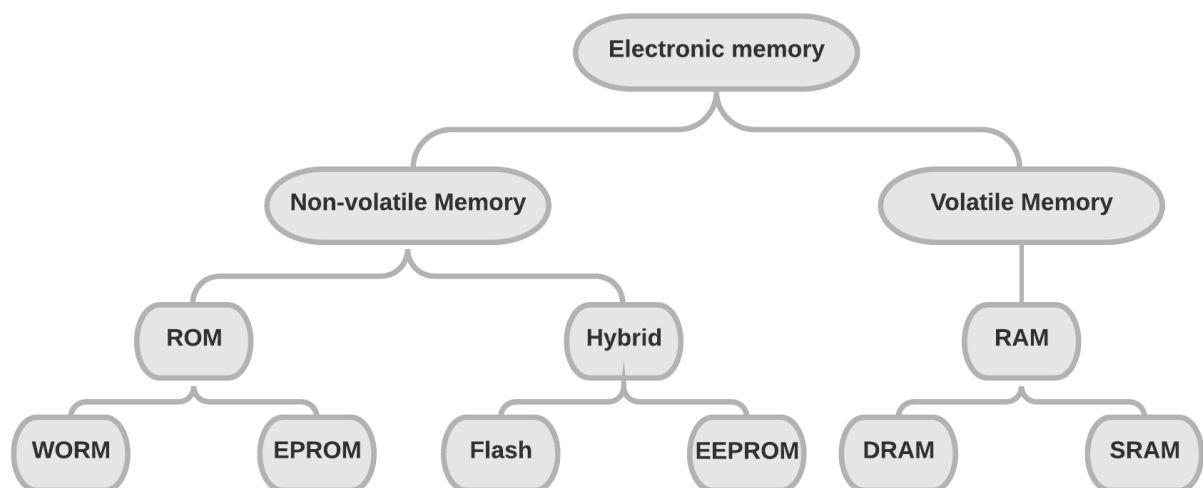 Electronic memory
Non-volatile Memory
Volatile Memory
ROM
Hybrid
RAM
WORM
EPROM
Flash
EEPROM
DRAM
SRAM